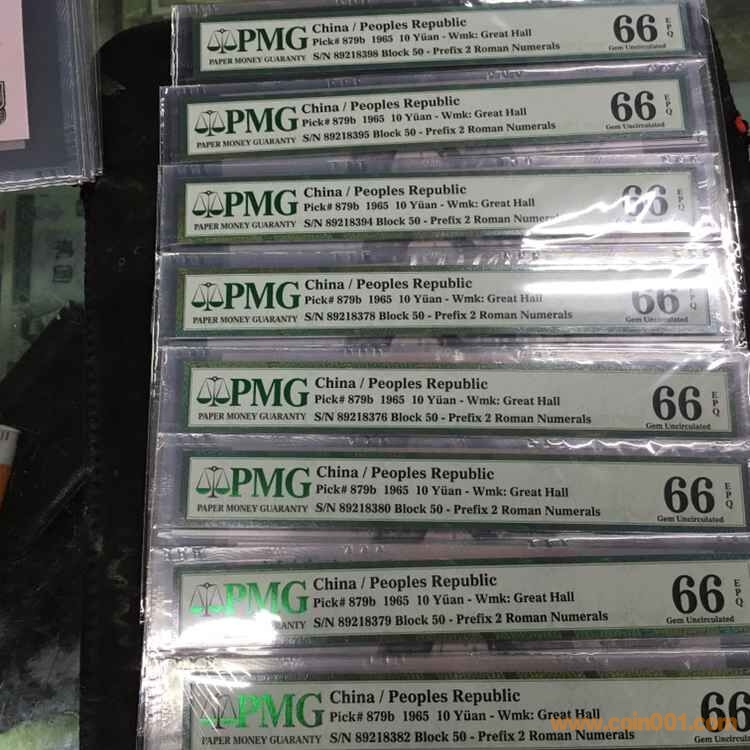 PMG
PAPER MONEY GUARANTY
China / Peoples Republic
Pick# 879b 1965 10 Yüan - Wmk: Great Hall
S/N 89218398 Block 50 - Prefix 2 Roman Numerals
66 EPQ
Gem Uncirculated
PMG
PAPER MONEY GUARANTY
China / Peoples Republic
Pick# 879b 1965 10 Yüan - Wmk: Great Hall
S/N 89218395 Block 50 - Prefix 2 Roman Numerals
66 EPQ
Gem Uncirculated
PMG
PAPER MONEY GUARANTY
China / Peoples Republic
Pick# 879b 1965 10 Yüan - Wmk: Great Hall
S/N 89218394 Block 50 - Prefix 2 Roman Numerals
66 EPQ
PMG
PAPER MONEY GUARANTY
China / Peoples Republic
Pick# 879b 1965 10 Yüan - Wmk: Great Hall
S/N 89218378 Block 50 - Prefix 2 Roman Numerals
66 EPQ
Gem Uncirculated
PMG
PAPER MONEY GUARANTY
China / Peoples Republic
Pick# 879b 1965 10 Yüan - Wmk: Great Hall
S/N 89218376 Block 50 - Prefix 2 Roman Numerals
66 EPQ
Gem Uncirculated
PMG
PAPER MONEY GUARANTY
China / Peoples Republic
Pick# 879b 1965 10 Yüan - Wmk: Great Hall
S/N 89218380 Block 50 - Prefix 2 Roman Numerals
66 EPQ
Gem Uncirculated
PMG
GUARANTY
China / Peoples Republic
Pick# 879b 1965 10 Yüan - Wmk: Great Hall
S/N 89218379 Block 50 - Prefix 2 Roman Numerals
66 EPQ
Gem Uncirculated
PMG
PAPER MONEY GUARANTY
China / Peoples Republic
Pick# 879b 1965 10 Yüan - Wmk: Great Hall
S/N 89218382 Block 50 - Prefix 2 Roman Numerals
66
www.coin001.com